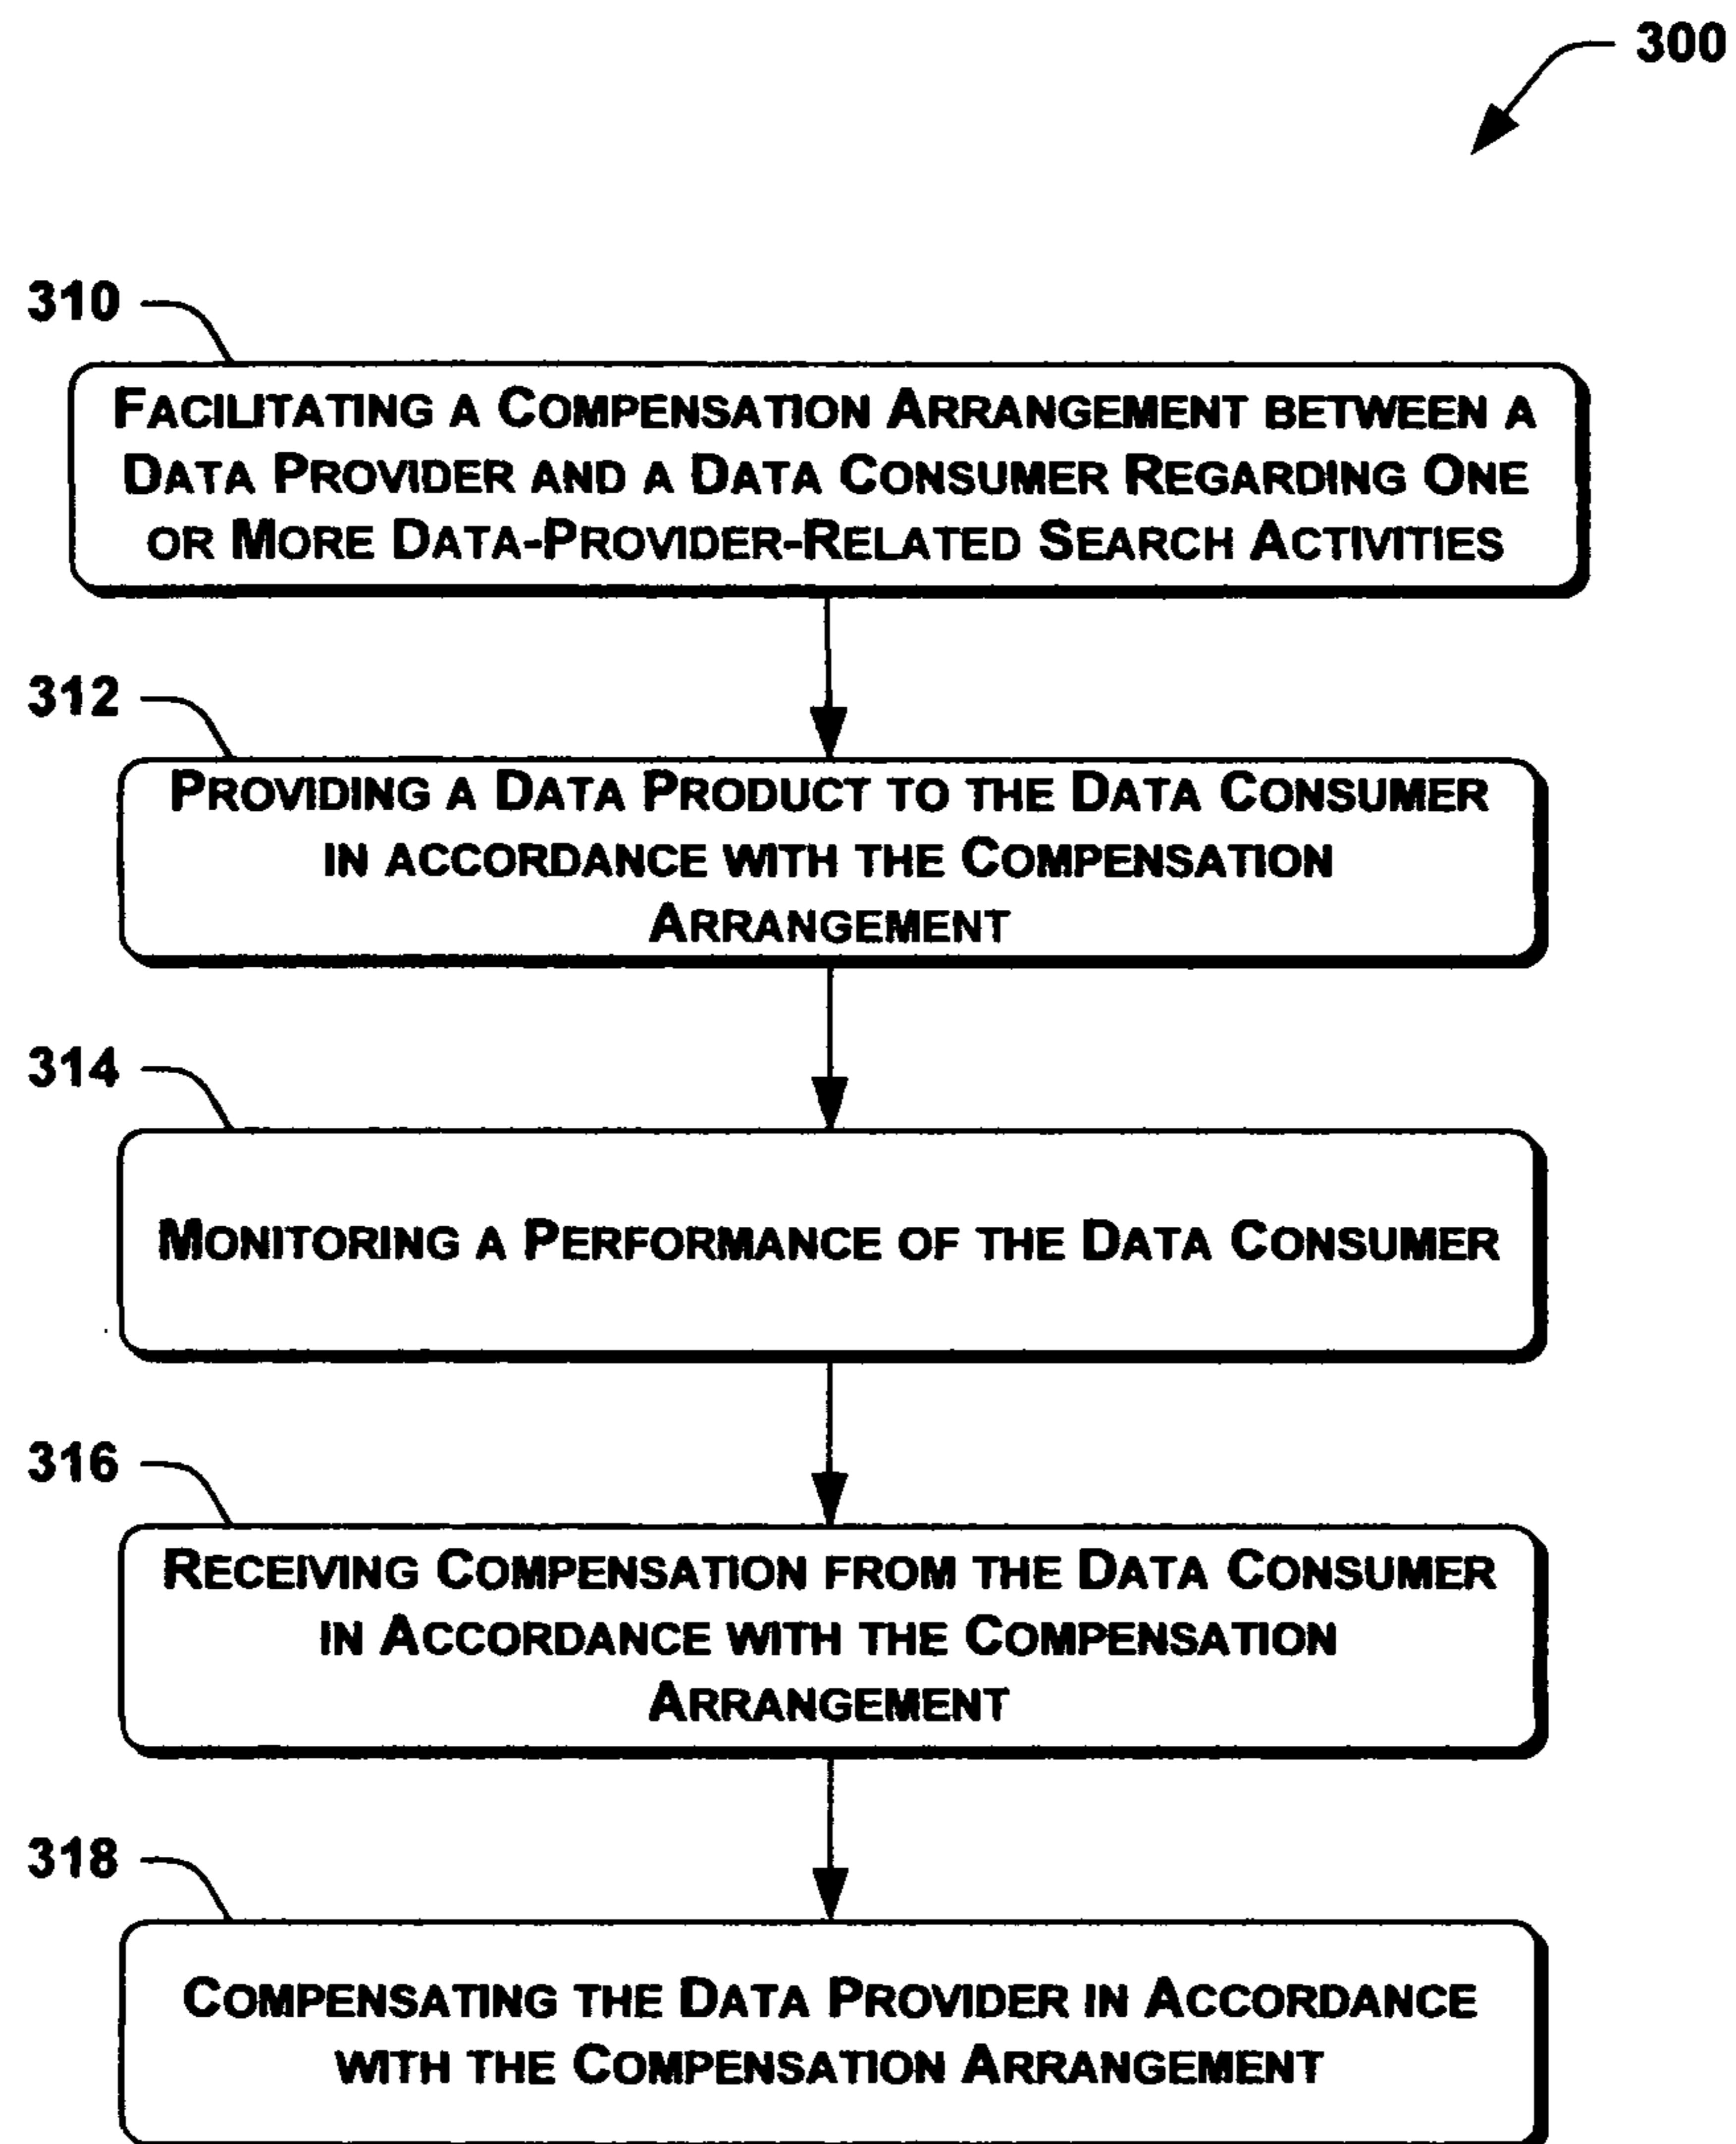 300
310
FACILITATING A COMPENSATION ARRANGEMENT BETWEEN A
DATA PROVIDER AND A DATA CONSUMER REGARDING ONE
OR MORE DATA-PROVIDER-RELATED SEARCH ACTIVITIES
312
PROVIDING A DATA PRODUCT TO THE DATA CONSUMER
IN ACCORDANCE WITH THE COMPENSATION
ARRANGEMENT
314
MONITORING A PERFORMANCE OF THE DATA CONSUMER
316
RECEIVING COMPENSATION FROM THE DATA CONSUMER
IN ACCORDANCE WITH THE COMPENSATION
ARRANGEMENT
318
COMPENSATING THE DATA PROVIDER IN ACCORDANCE
WITH THE COMPENSATION ARRANGEMENT